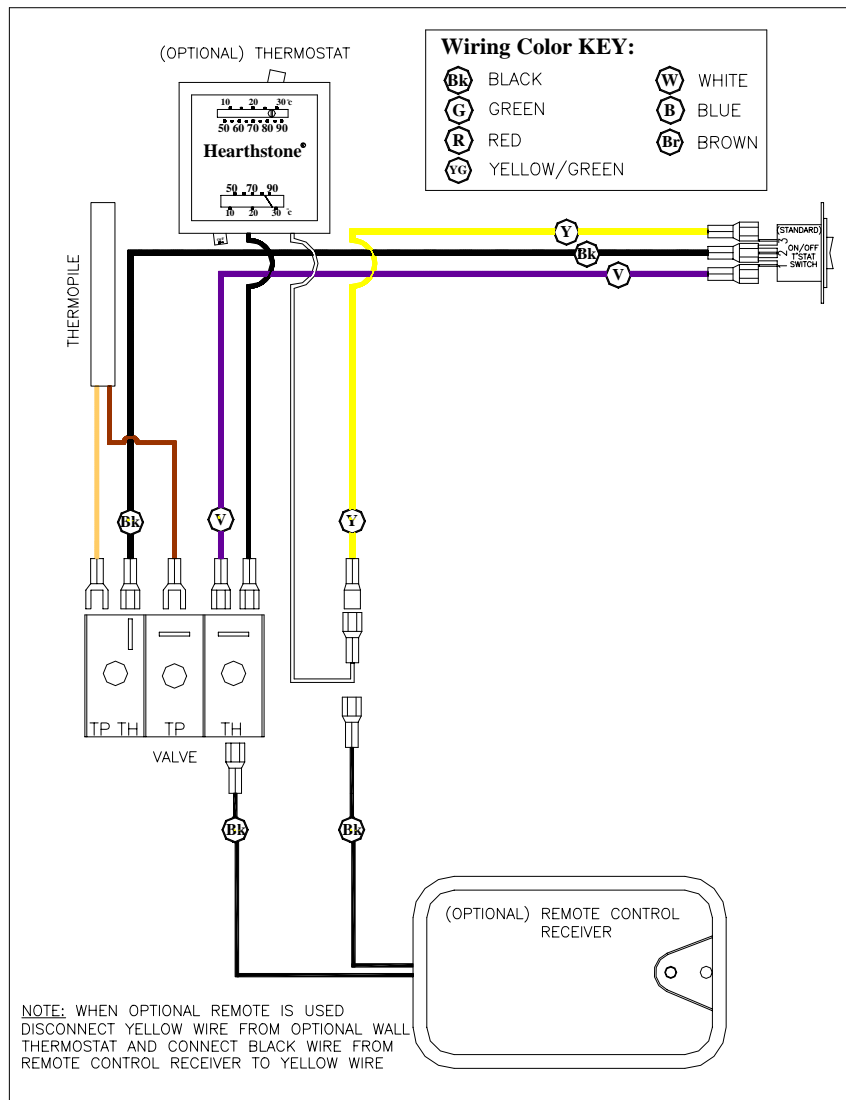 (OPTIONAL) THERMOSTAT
Wiring Color KEY:
Bk BLACK
W WHITE
G GREEN
B BLUE
R RED
Br BROWN
YG YELLOW/GREEN
10 20 30°c
50 60 70 80 90
Hearthstone®
50 70 90
10 20 30 °c
THERMOPILE
Y
Bk
V
(STANDARD)
3
2
1
ON/OFF
T'STAT
SWITCH
Bk
V
Y
TP TH
TP
TH
VALVE
Bk
Bk
(OPTIONAL) REMOTE CONTROL
RECEIVER
NOTE: WHEN OPTIONAL REMOTE IS USED
DISCONNECT YELLOW WIRE FROM OPTIONAL WALL
THERMOSTAT AND CONNECT BLACK WIRE FROM
REMOTE CONTROL RECEIVER TO YELLOW WIRE